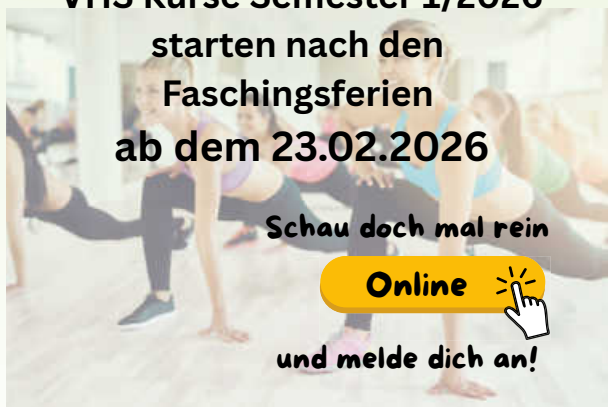 VHS Kurse Semester 1/2026
starten nach den
Faschingsferien
ab dem 23.02.2026
Schau doch mal rein
Online
und melde dich an!